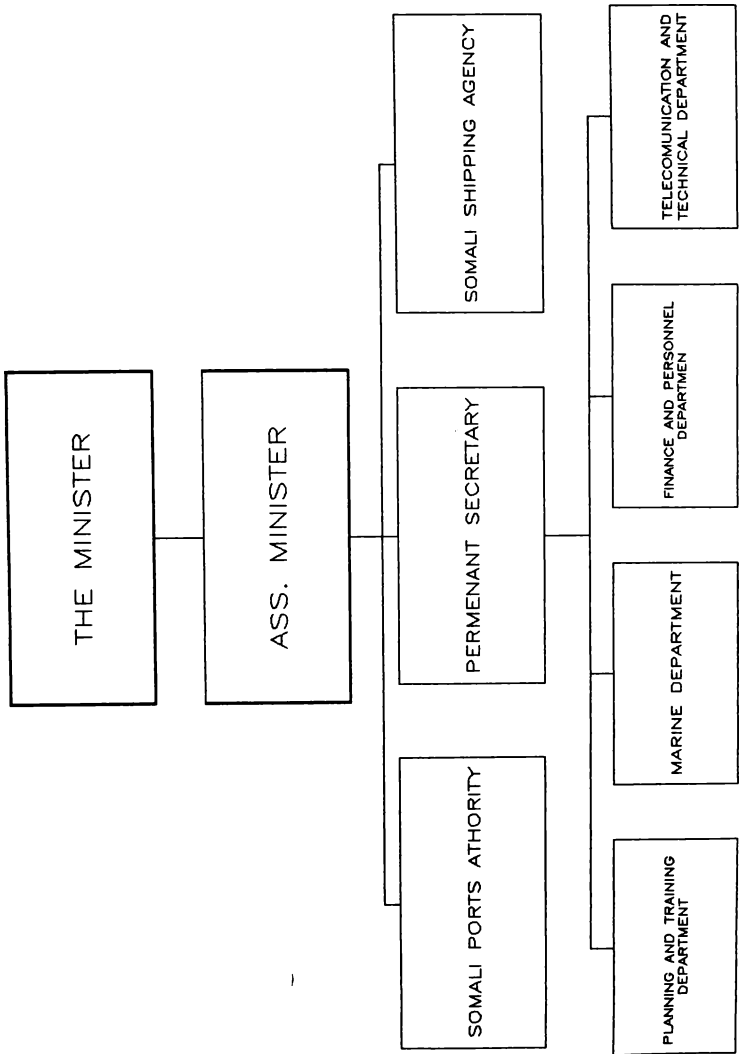 THE MINISTER
ASS. MINISTER
SOMALI PORTS ATHORITY
PERMENANT SECRETARY
SOMALI SHIPPING AGENCY
PLANNING AND TRAINING
DEPARTMENT
MARINE DEPARTMENT
FINANCE AND PERSONNEL
DEPARTMEN
TELECOMUNICATION AND
TECHNICAL DEPARTMENT